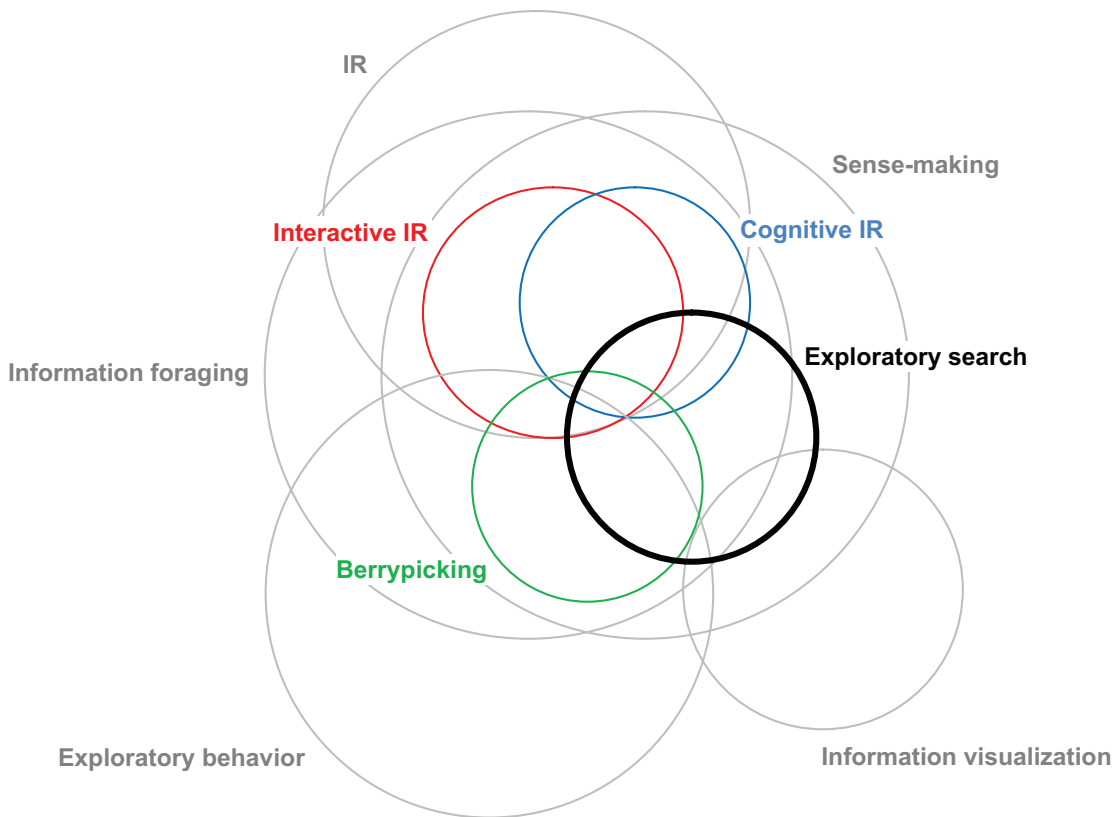 IR
Sense-making
Interactive IR
Cognitive IR
Exploratory search
Information foraging
Berrypicking
Exploratory behavior
Information visualization